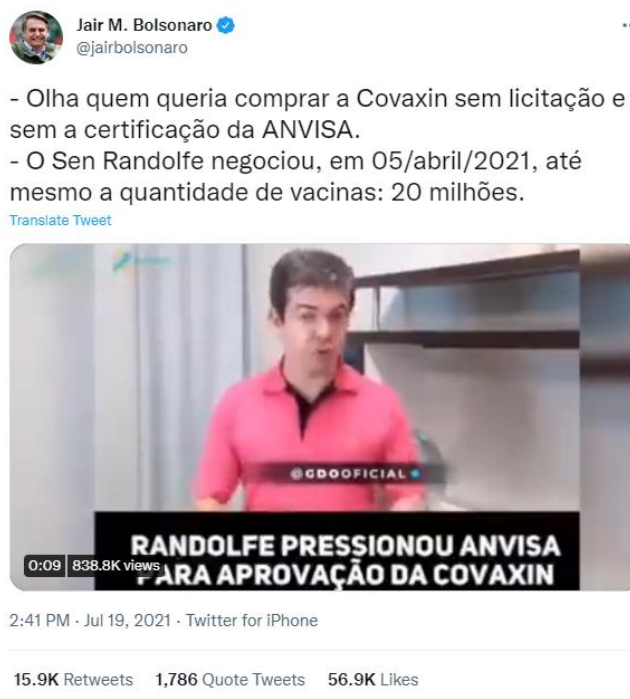 Jair M. Bolsonaro
@jairbolsonaro
- Olha quem queria comprar a Covaxin sem licitação e
sem a certificação da ANVISA.
- O Sen Randolfe negociou, em 05/abril/2021, até
mesmo a quantidade de vacinas: 20 milhões.
Translate Tweet
@GDOOFICIAL
RANDOLFE PRESSIONOU ANVISA
PARA APROVAÇÃO DA COVAXIN
0:09 838.8K views
2:41 PM · Jul 19, 2021 · Twitter for iPhone
15.9K Retweets 1,786 Quote Tweets 56.9K Likes